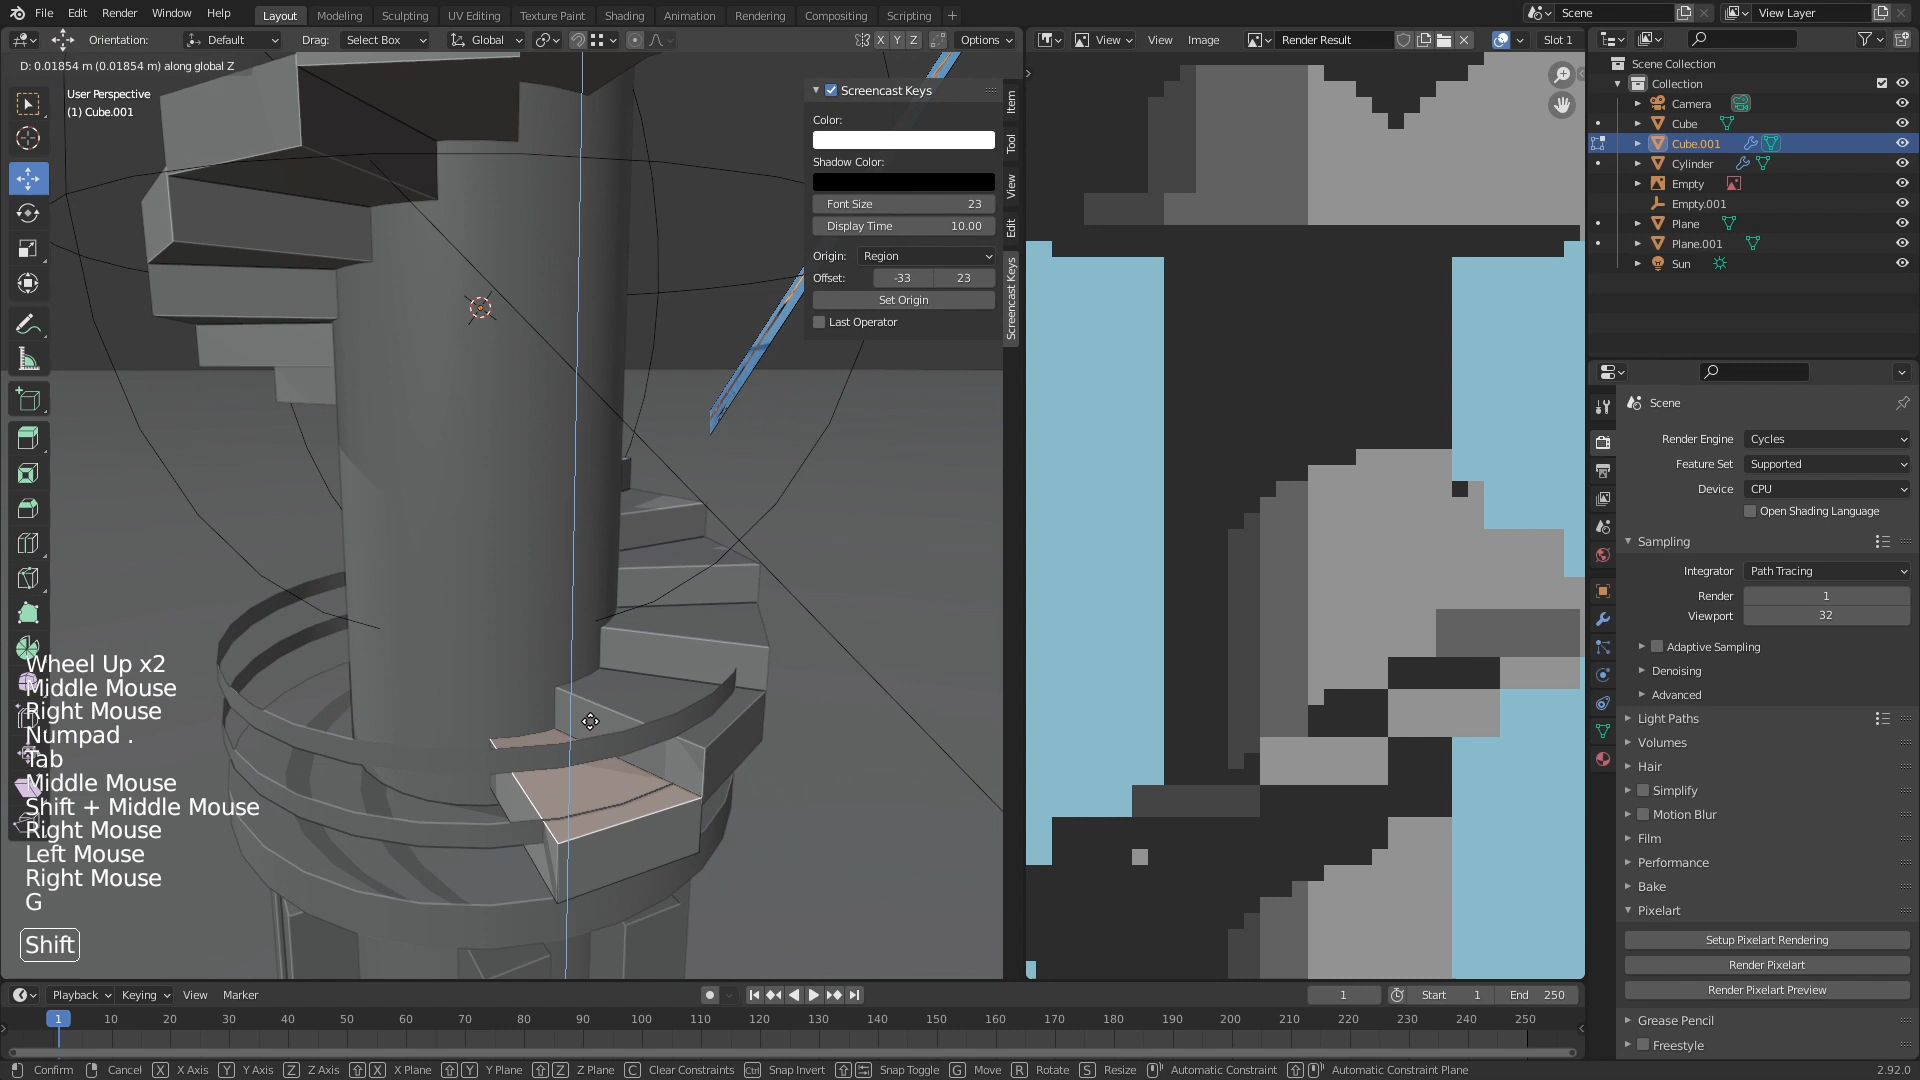 File Edit Render Window Help Layout Modeling Sculpting UV Editing Texture Paint Shading Animation Rendering Compositing Scripting + Scene View Layer
Orientation: Default Drag: Select Box Global X Y Z Options View View Image Render Result Slot 1
D: 0.01854 m (0.01854 m) along global Z
User Perspective
(1) Cube.001
Screencast Keys
Color:
Shadow Color:
Font Size 23
Display Time 10.00
Origin: Region
Offset: -33 23
Set Origin
Last Operator
Item
Tool
View
Edit
Screencast Keys
Scene Collection
Collection
Camera
Cube
Cube.001
Cylinder
Empty
Empty.001
Plane
Plane.001
Sun
Scene
Render Engine Cycles
Feature Set Supported
Device CPU
Open Shading Language
Sampling
Integrator Path Tracing
Render 1
Viewport 32
Adaptive Sampling
Denoising
Advanced
Light Paths
Volumes
Hair
Simplify
Motion Blur
Film
Performance
Bake
Pixelart
Setup Pixelart Rendering
Render Pixelart
Render Pixelart Preview
Grease Pencil
Freestyle
Wheel Up x2
Middle Mouse
Right Mouse
Numpad .
Tab
Middle Mouse
Shift + Middle Mouse
Right Mouse
Left Mouse
Right Mouse
G
Shift
Playback Keying View Marker 1 Start 1 End 250
1 10 20 30 40 50 60 70 80 90 100 110 120 130 140 150 160 170 180 190 200 210 220 230 240 250
Confirm Cancel X X Axis Y Y Axis Z Z Axis X X Plane Y Y Plane Z Z Plane C Clear Constraints Ctrl Snap Invert Snap Toggle G Move R Rotate S Resize Automatic Constraint Automatic Constraint Plane 2.92.0